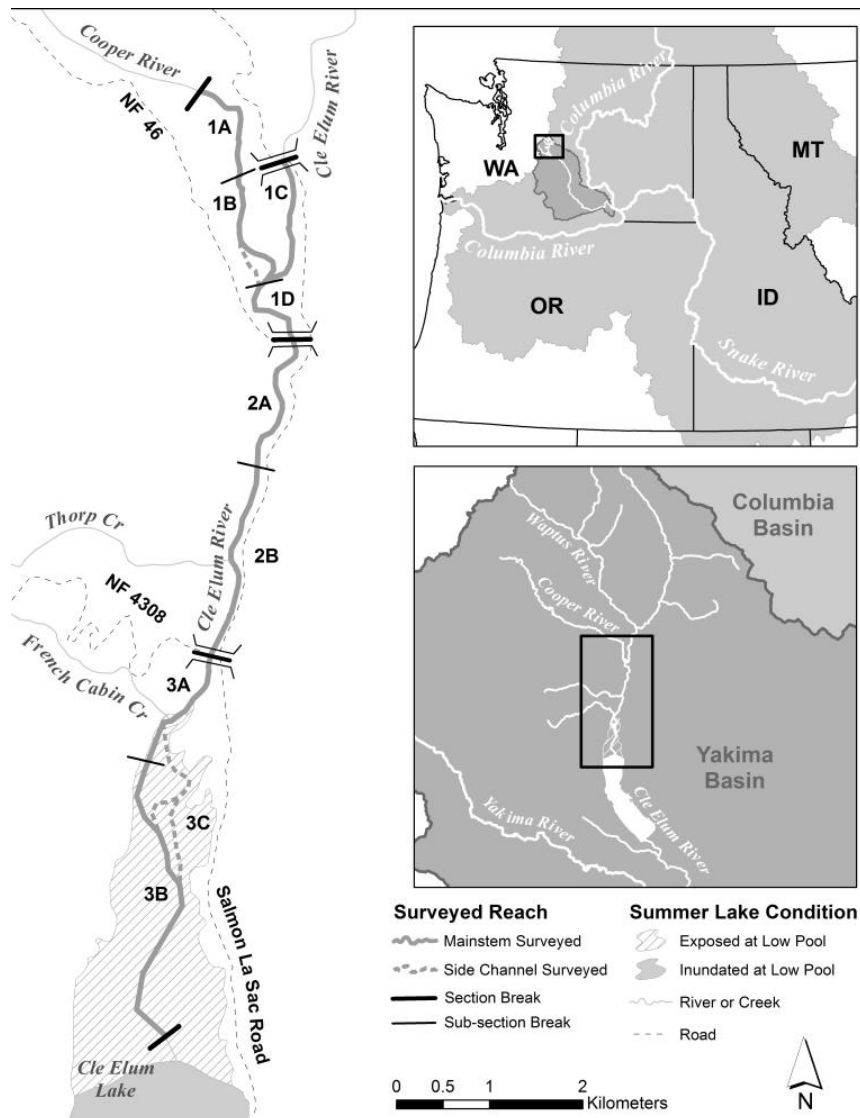 Cooper River
NF 46
Cle Elum River
1A
1B
1C
1D
2A
Thorp Cr
Cle Elum River
2B
NF 4308
French Cabin Cr
3A
3C
3B
Salmon La Sac Road
Cle Elum
Lake
Columbia River
WA
MT
Columbia River
OR
ID
Snake River
Columbia
Basin
Waptus River
Cooper River
Yakima
Basin
Cle Elum River
Yakima River
Surveyed Reach
Mainstem Surveyed
Side Channel Surveyed
Section Break
Sub-section Break
Summer Lake Condition
Exposed at Low Pool
Inundated at Low Pool
River or Creek
Road
0 0.5 1 2
Kilometers
N